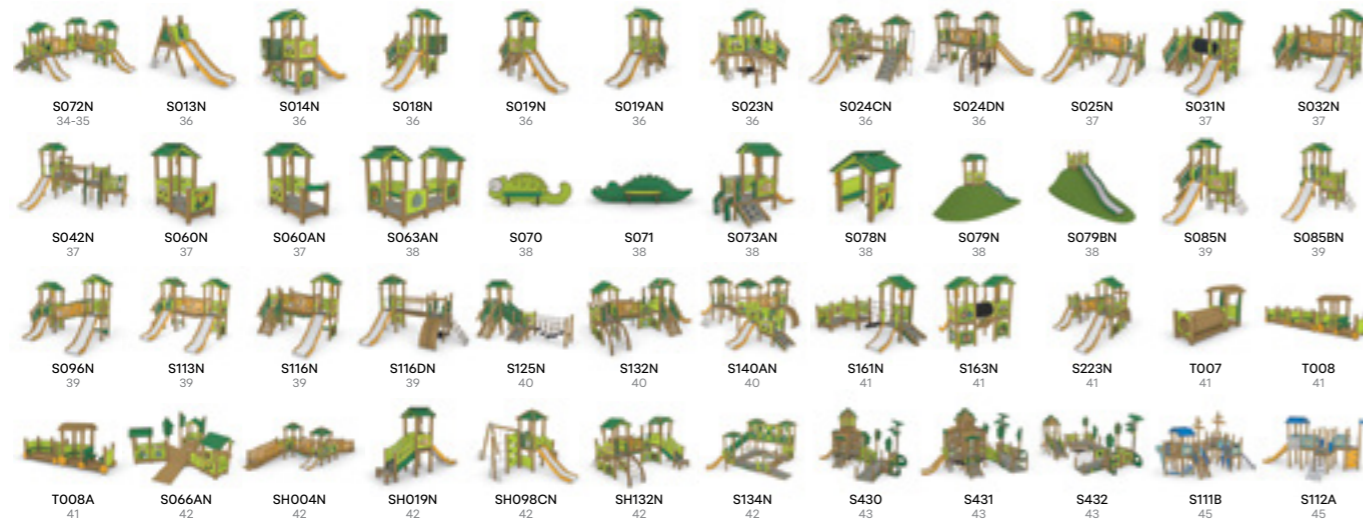 S072N S013N S014N S018N S019N S019AN S023N S024CN S024DN S025N S031N S032N
34-35 36 36 36 36 36 36 36 36 37 37 37
S042N S060N S060AN S063AN S070 S071 S073AN S078N S079N S079BN S085N S085BN
37 37 37 38 38 38 38 38 38 38 39 39
S096N S113N S116N S116DN S125N S132N S140AN S161N S163N S223N T007 T008
39 39 39 39 40 40 40 41 41 41 41 41
T008A S066AN SH004N SH019N SH098CN SH132N S134N S430 S431 S432 S111B S112A
41 42 42 42 42 42 42 43 43 43 45 45